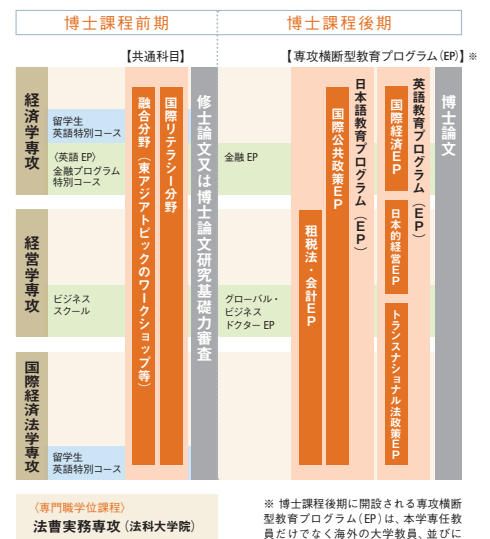 博士課程前期
博士課程後期
【共通科目】
【専攻横断型教育プログラム（EP）】※
経済学専攻
留学生
英語特別コース
〈英語 EP〉
金融プログラム
特別コース
経営学専攻
ビジネス
スクール
国際経済法学専攻
留学生
英語特別コース
融合分野（東アジアトピックのワークショップ等）
国際リテラシー分野
修士論文又は博士論文研究基礎力審査
金融 EP
グローバル・
ビジネス
ドクター EP
租税法・会計EP
国際公共政策EP
日本語教育プログラム（EP）
国際経済EP
日本的経営EP
トランスナショナル法政策EP
英語教育プログラム（EP）
博士論文
〈専門職学位課程〉
法曹実務専攻（法科大学院）
※ 博士課程後期に開設される専攻横断
型教育プログラム（EP）は、本学専任教
員だけでなく海外の大学教員、並びに